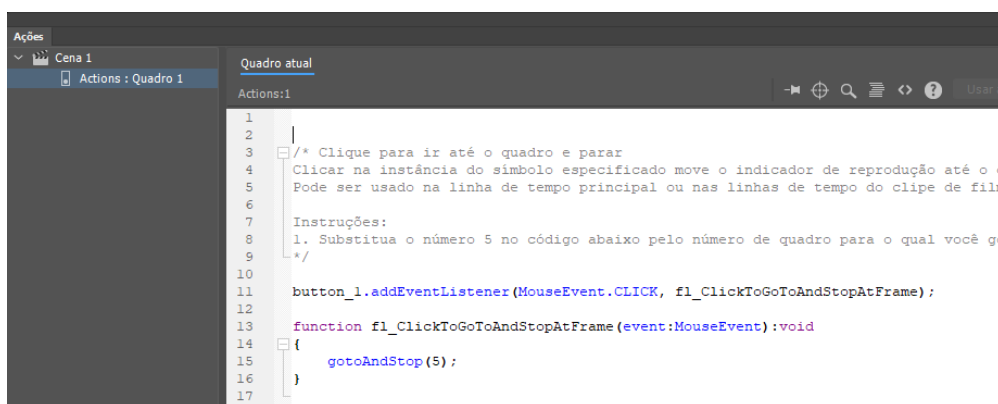 Ações
Cena 1
Actions : Quadro 1
Quadro atual
Actions:1
Usar
1
2
3 /* Clique para ir até o quadro e parar
4 Clicar na instância do símbolo especificado move o indicador de reprodução até o
5 Pode ser usado na linha de tempo principal ou nas linhas de tempo do clipe de
6
7 Instruções:
8 1. Substitua o número 5 no código abaixo pelo número de quadro para o qual você
9 */
10
11 button_1.addEventListener(MouseEvent.CLICK, fl_ClickToGoToAndStopAtFrame);
12
13 function fl_ClickToGoToAndStopAtFrame(event:MouseEvent):void
14 {
15 gotoAndStop(5);
16 }
17